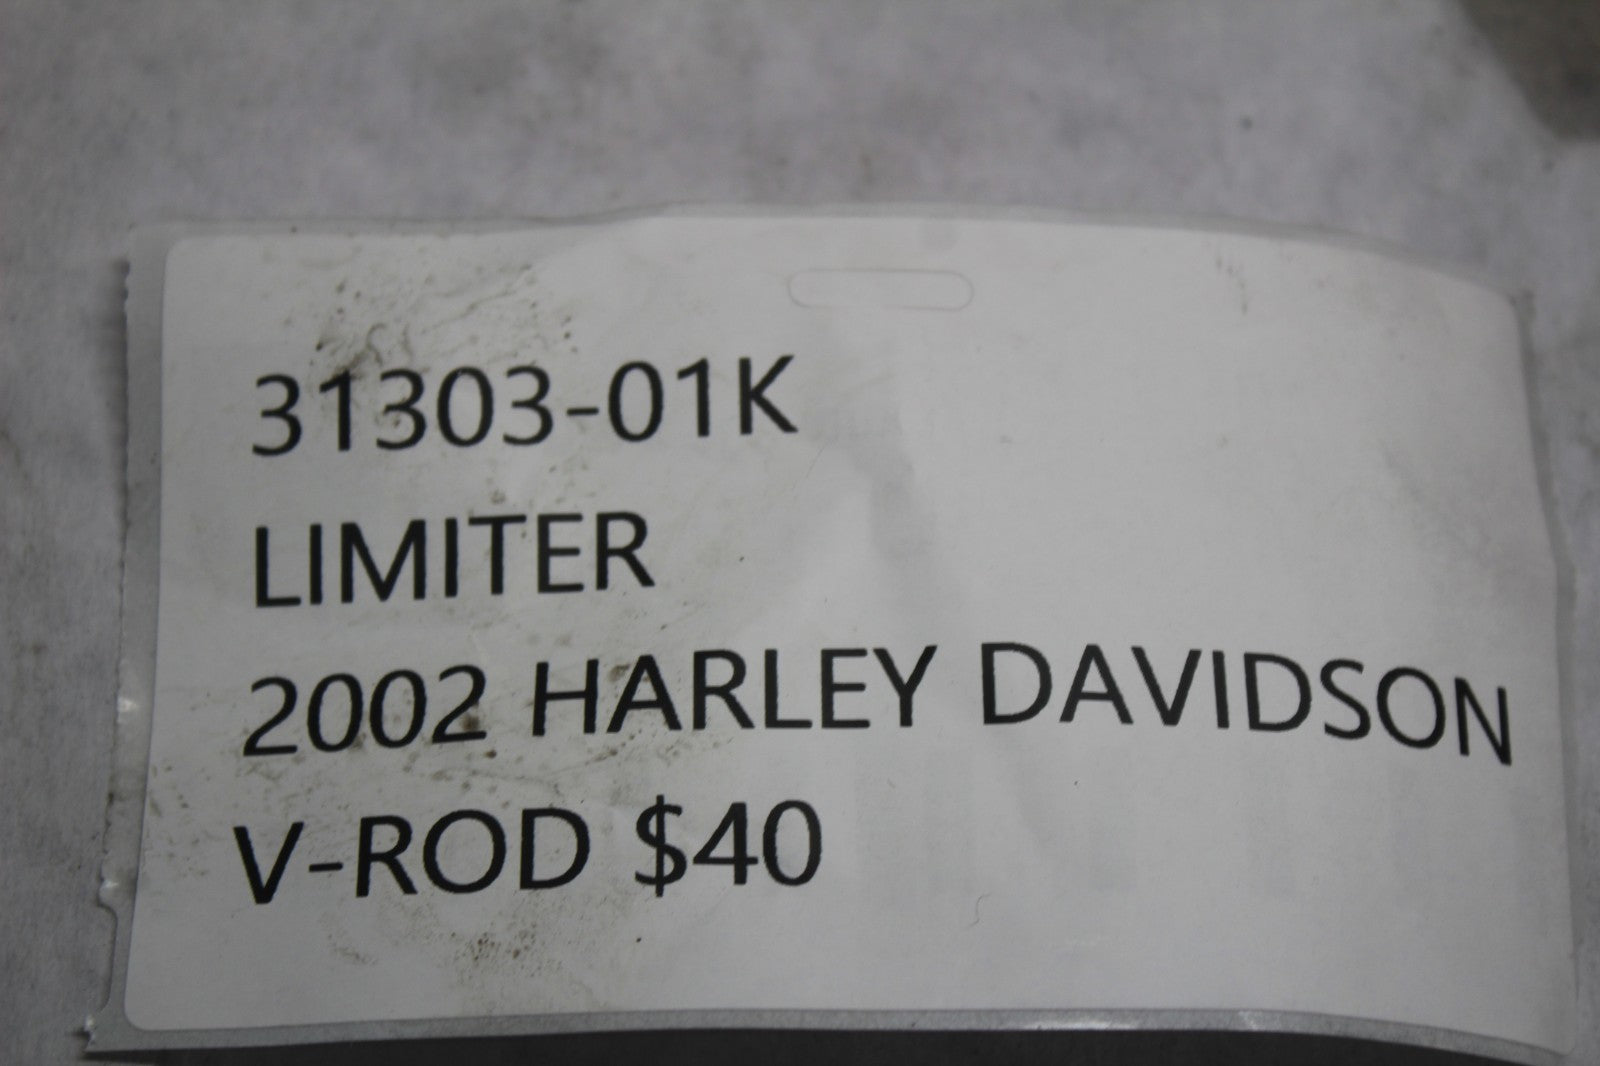 31303-01K
LIMITER
2002 HARLEY DAVIDSON
V-ROD $40